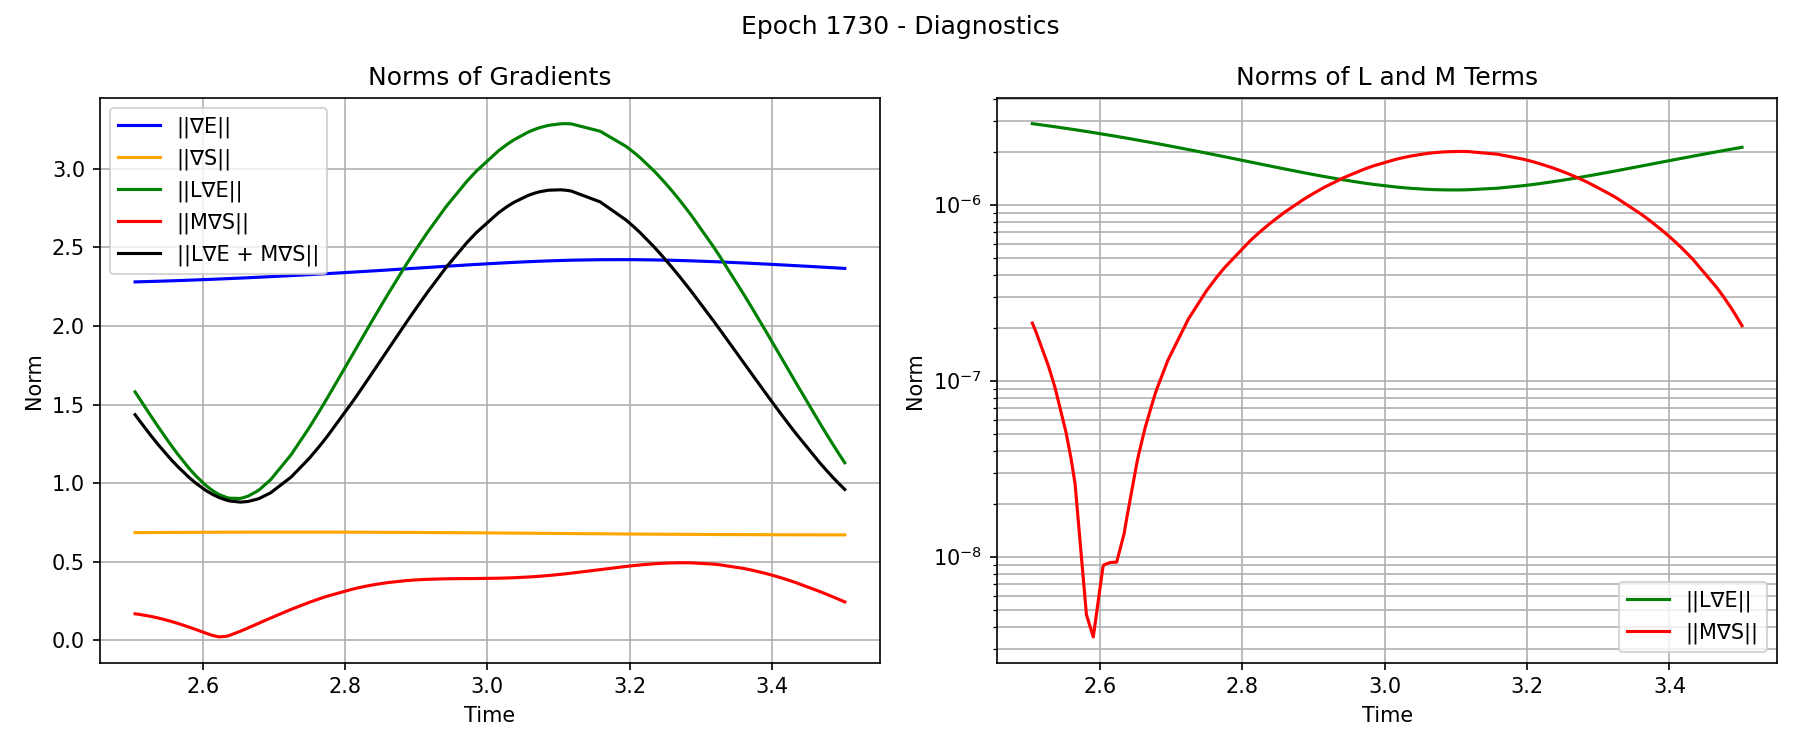 Epoch 1730 - Diagnostics
Norms of Gradients
||∇E||
||∇S||
||L∇E||
||M∇S||
||L∇E + M∇S||
3.0
2.5
2.0
1.5
1.0
0.5
0.0
Norm
2.6 2.8 3.0 3.2 3.4
Time
Norms of L and M Terms
10⁻⁶
10⁻⁷
10⁻⁸
Norm
||L∇E||
||M∇S||
2.6 2.8 3.0 3.2 3.4
Time